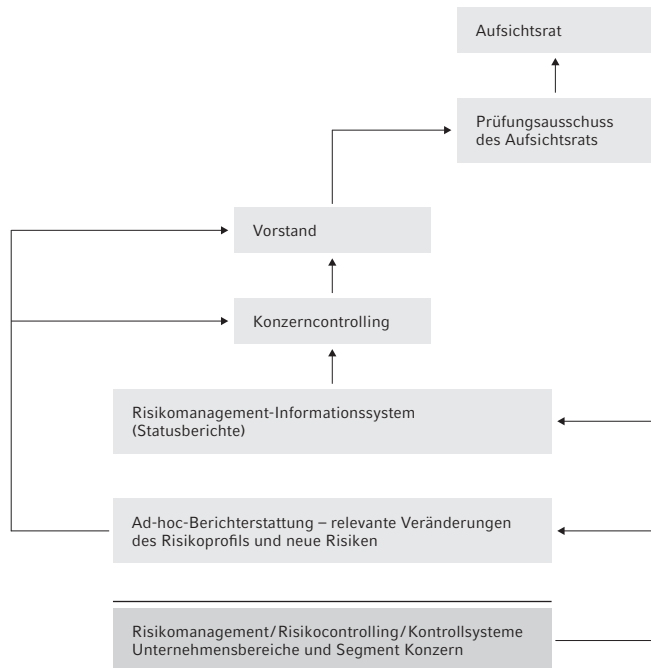 Aufsichtsrat
Prüfungsausschuss
des Aufsichtsrats
Vorstand
Konzerncontrolling
Risikomanagement-Informationssystem
(Statusberichte)
Ad-hoc-Berichterstattung – relevante Veränderungen
des Risikoprofils und neue Risiken
Risikomanagement/Risikocontrolling/Kontrollsysteme
Unternehmensbereiche und Segment Konzern